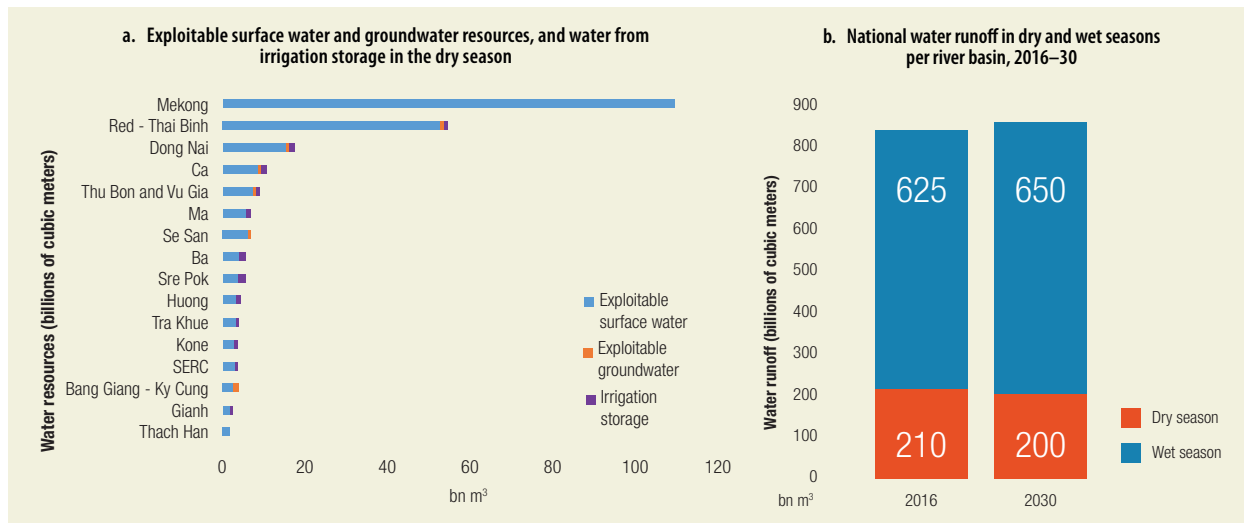 a. Exploitable surface water and groundwater resources, and water from
irrigation storage in the dry season
Water resources (billions of cubic meters)
Mekong
Red - Thai Binh
Dong Nai
Ca
Thu Bon and Vu Gia
Ma
Se San
Ba
Sre Pok
Huong
Tra Khue
Kone
SERC
Bang Giang - Ky Cung
Gianh
Thach Han
0 20 40 60 80 100 120
bn m³
Exploitable
surface water
Exploitable
groundwater
Irrigation
storage
b. National water runoff in dry and wet seasons
per river basin, 2016–30
Water runoff (billions of cubic meters)
900
800
700
600
500
400
300
200
100
0
bn m³
625 650
210 200
2016 2030
Dry season
Wet season